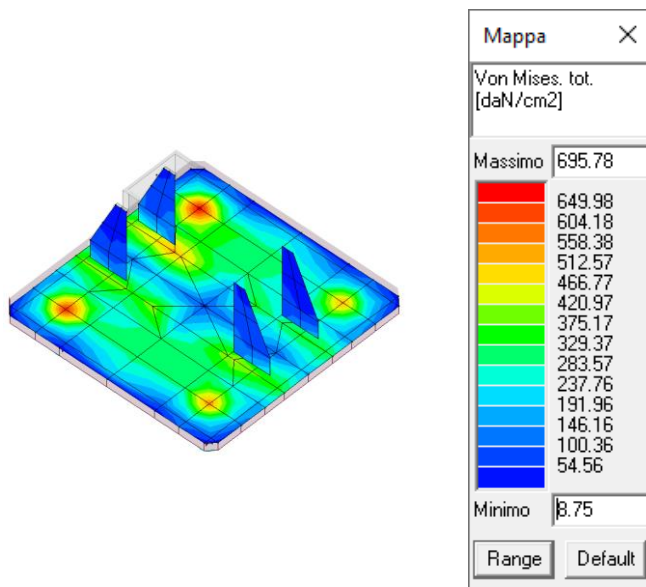 Mappa
Von Mises. tot.
[daN/cm2]
Massimo 695.78
649.98
604.18
558.38
512.57
466.77
420.97
375.17
329.37
283.57
237.76
191.96
146.16
100.36
54.56
Minimo 8.75
Range Default